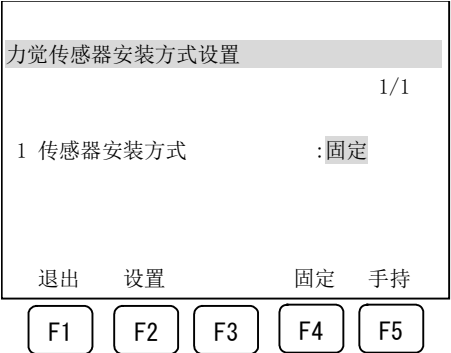 力觉传感器安装方式设置
1/1
1 传感器安装方式 :固定
退出 设置 固定 手持
F1 F2 F3 F4 F5